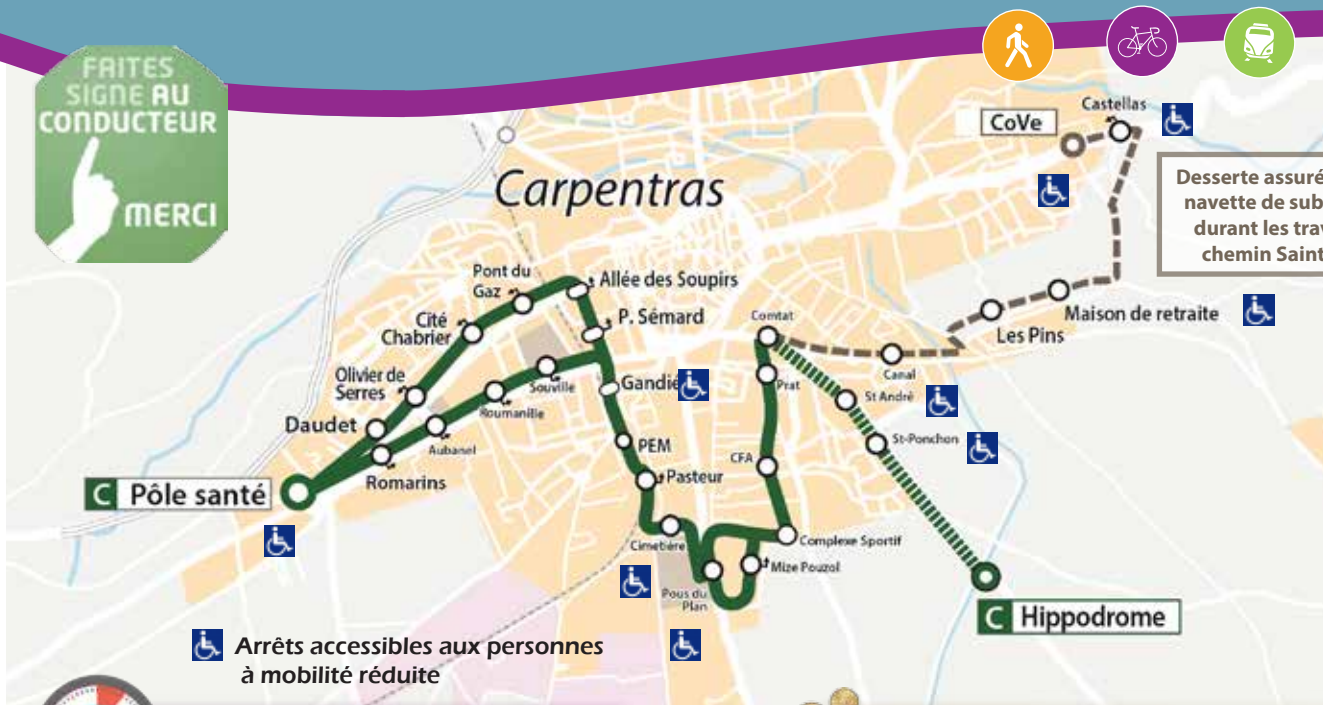 FAITES
SIGNE AU
CONDUCTEUR
MERCI
Carpentras
CoVe
Castellas
Desserte assuré
navette de sub
durant les trav
chemin Saint
Pont du
Gaz
Allée des Soupirs
Cité
Chabrier
P. Sémard
Comtat
Maison de retraite
Les Pins
Olivier de
Serres
Souville
Gandié
Prat
Canal
St André
Daudet
Roumanille
Aubanel
PEM
St-Ponchon
CFA
Romarins
Pasteur
C Pôle santé
Cimetière
Complexe Sportif
Mize Pouzol
Pous du
Plan
C Hippodrome
Arrêts accessibles aux personnes
à mobilité réduite